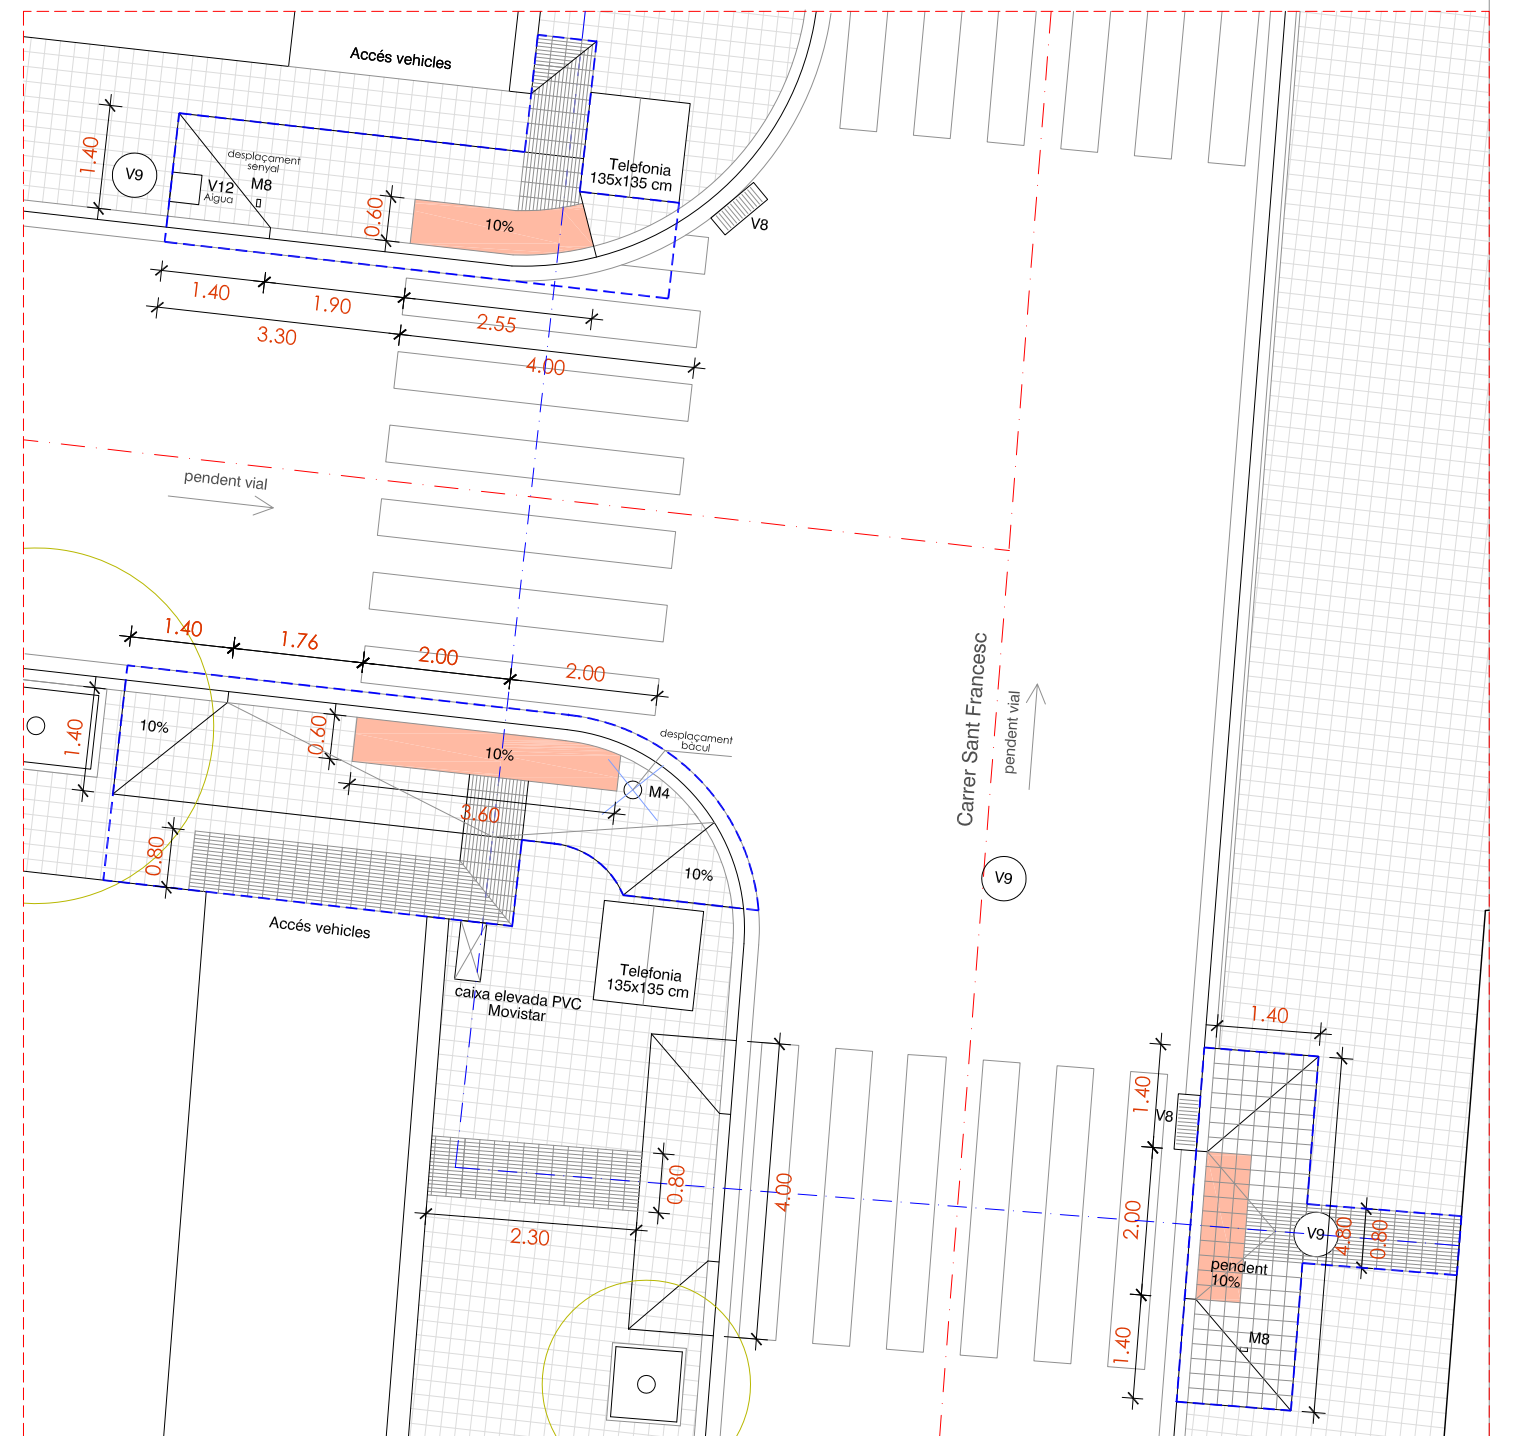 Accés vehicles
1.40
V9
desplaçament
senyal
V12
Aigua
M8
Telefonia
135x135 cm
0.60
10%
V8
1.40
1.90
2.55
3.30
4.00
pendent vial
1.40
1.76
2.00
2.00
10%
1.40
0.60
10%
desplaçament
bàcul
M4
3.60
0.80
10%
Carrer Sant Francesc
pendent vial
V9
Accés vehicles
Telefonia
135x135 cm
caixa elevada PVC
Movistar
1.40
1.40
V8
0.80
4.00
2.00
2.30
V9
4.80
0.80
pendent
10%
1.40
M8